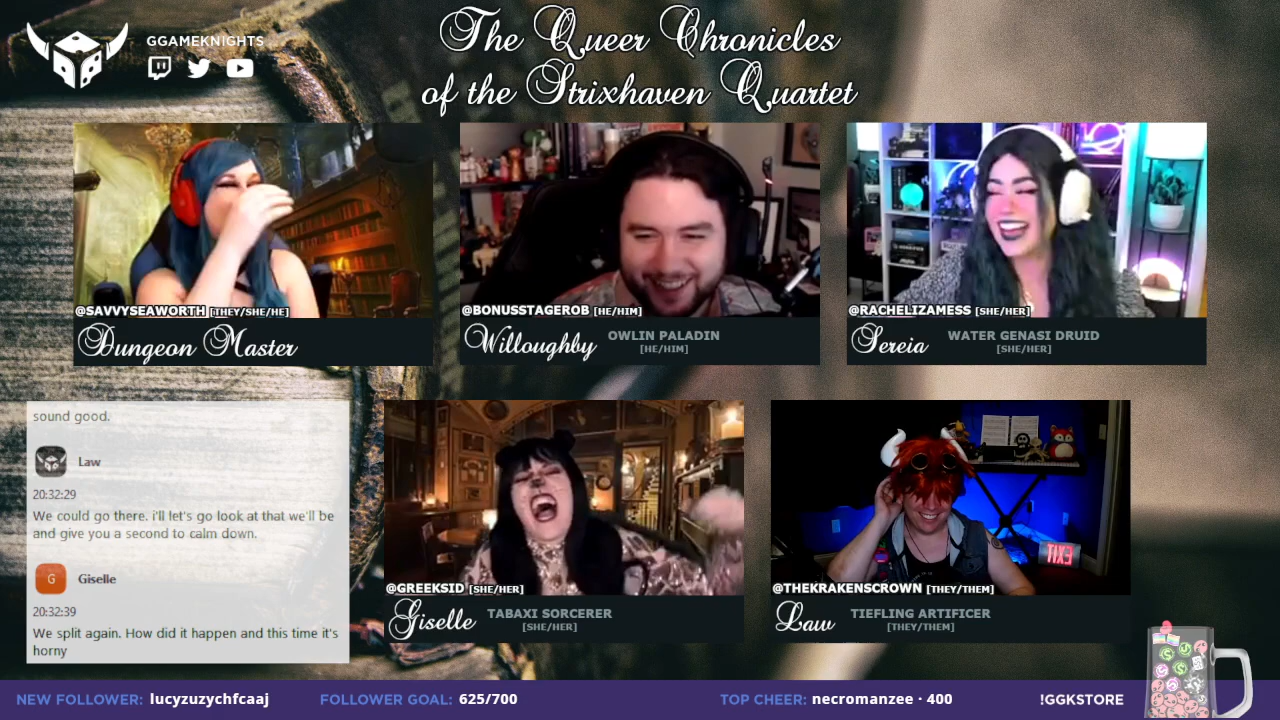 GGAMEKNIGHTS
The Queer Chronicles
of the Strixhaven Quartet
@SAVVYSEAWORTH [THEY/SHE/HE]
Dungeon Master
@BONUSSTAGEROB [HE/HIM]
Willoughby
OWLIN PALADIN
[HE/HIM]
@RACHELIZAMESS [SHE/HER]
Sereia
WATER GENASI DRUID
[SHE/HER]
sound good.
Law
20:32:29
We could go there. i'll let's go look at that we'll be
and give you a second to calm down.
G
Giselle
20:32:39
We split again. How did it happen and this time it's
horny
@GREEKSID [SHE/HER]
Giselle
TABAXI SORCERER
[SHE/HER]
EXIT
@THEKRAKENSCROWN [THEY/THEM]
Law
TIEFLING ARTIFICER
[THEY/THEM]
NEW FOLLOWER: lucyzuzychfcaaj
FOLLOWER GOAL: 625/700
TOP CHEER: necromanzee · 400
!GGKSTORE